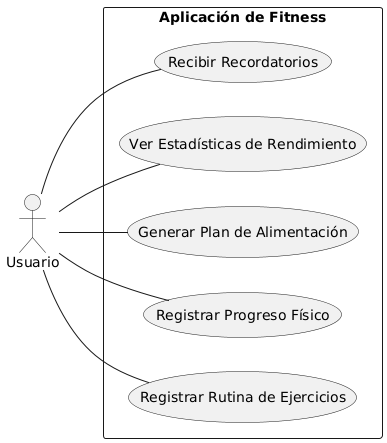 Aplicación de Fitness
Recibir Recordatorios
Ver Estadísticas de Rendimiento
Generar Plan de Alimentación
Usuario
Registrar Progreso Físico
Registrar Rutina de Ejercicios